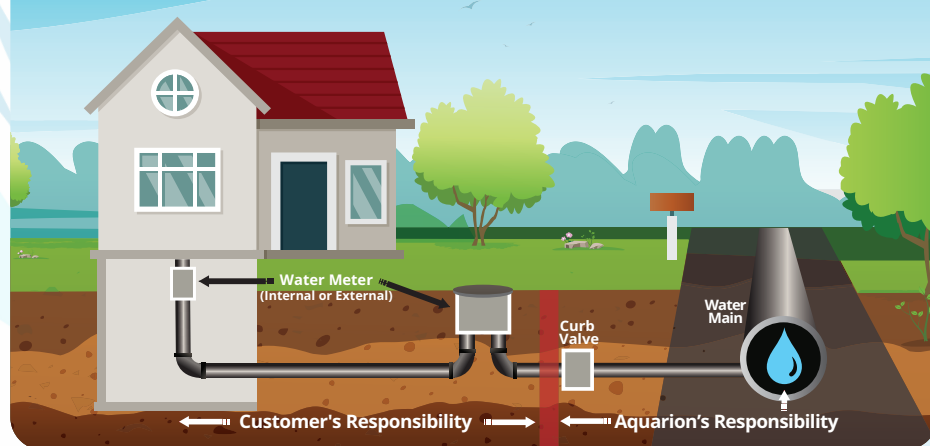 Water Meter
(Internal or External)
Water
Main
Curb
Valve
Customer's Responsibility
Aquarion’s Responsibility